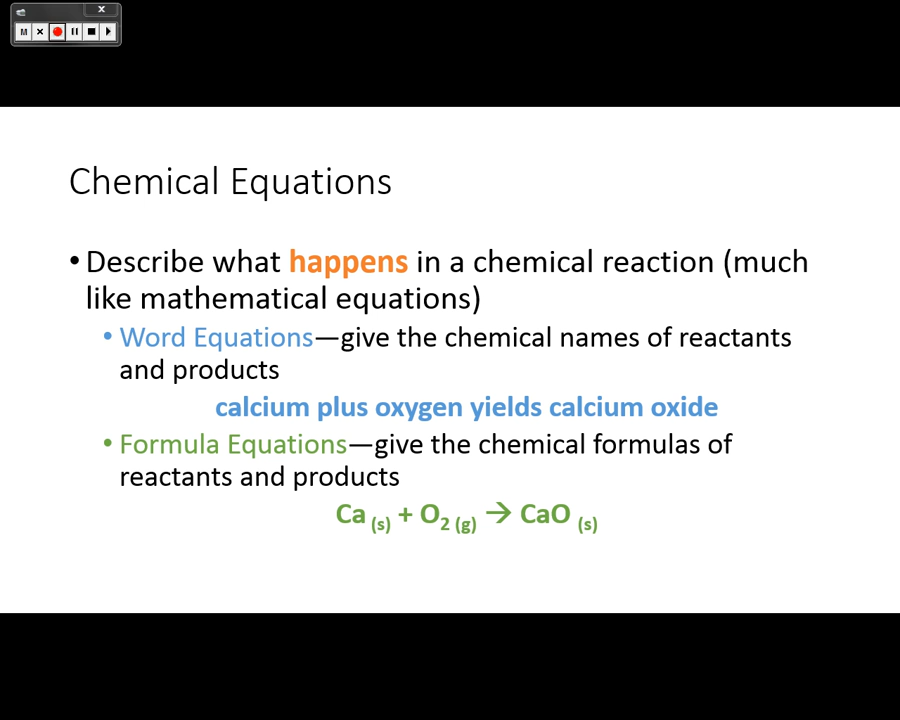 M
Chemical Equations
• Describe what happens in a chemical reaction (much
like mathematical equations)
• Word Equations—give the chemical names of reactants
and products
calcium plus oxygen yields calcium oxide
• Formula Equations—give the chemical formulas of
reactants and products
Ca (s) + O2 (g) → CaO (s)